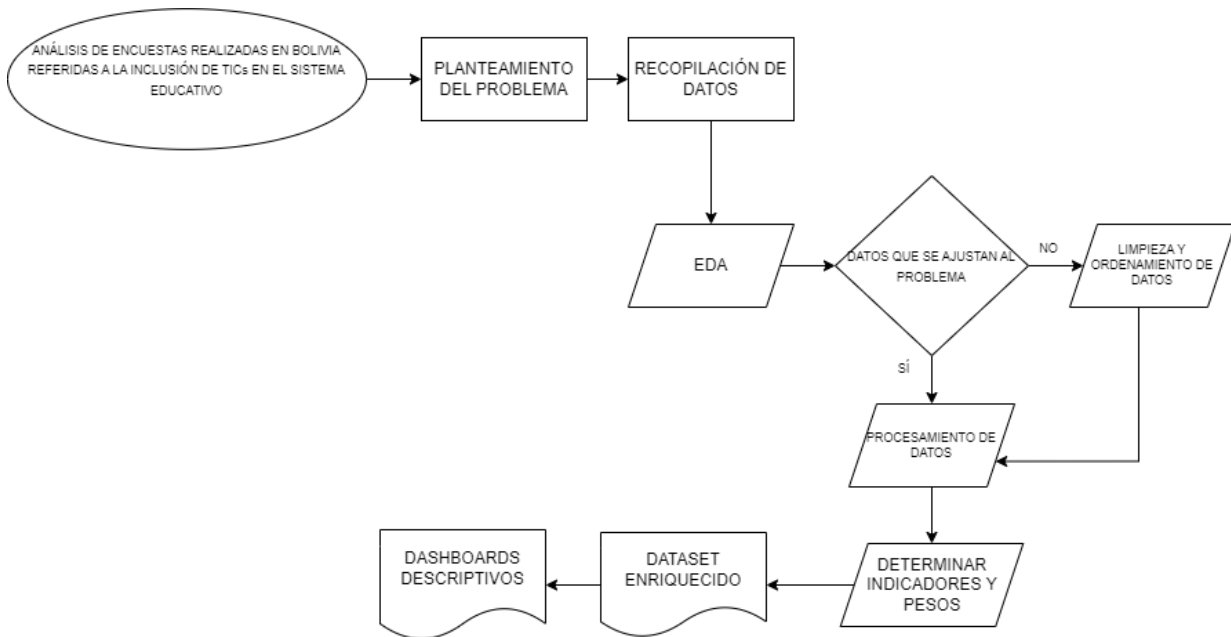 ANÁLISIS DE ENCUESTAS REALIZADAS EN BOLIVIA
REFERIDAS A LA INCLUSIÓN DE TICs EN EL SISTEMA
EDUCATIVO
PLANTEAMIENTO
DEL PROBLEMA
RECOPILACIÓN DE
DATOS
EDA
DATOS QUE SE AJUSTAN AL
PROBLEMA
NO
LIMPIEZA Y
ORDENAMIENTO DE
DATOS
SÍ
PROCESAMIENTO DE
DATOS
DETERMINAR
INDICADORES Y
PESOS
DATASET
ENRIQUECIDO
DASHBOARDS
DESCRIPTIVOS